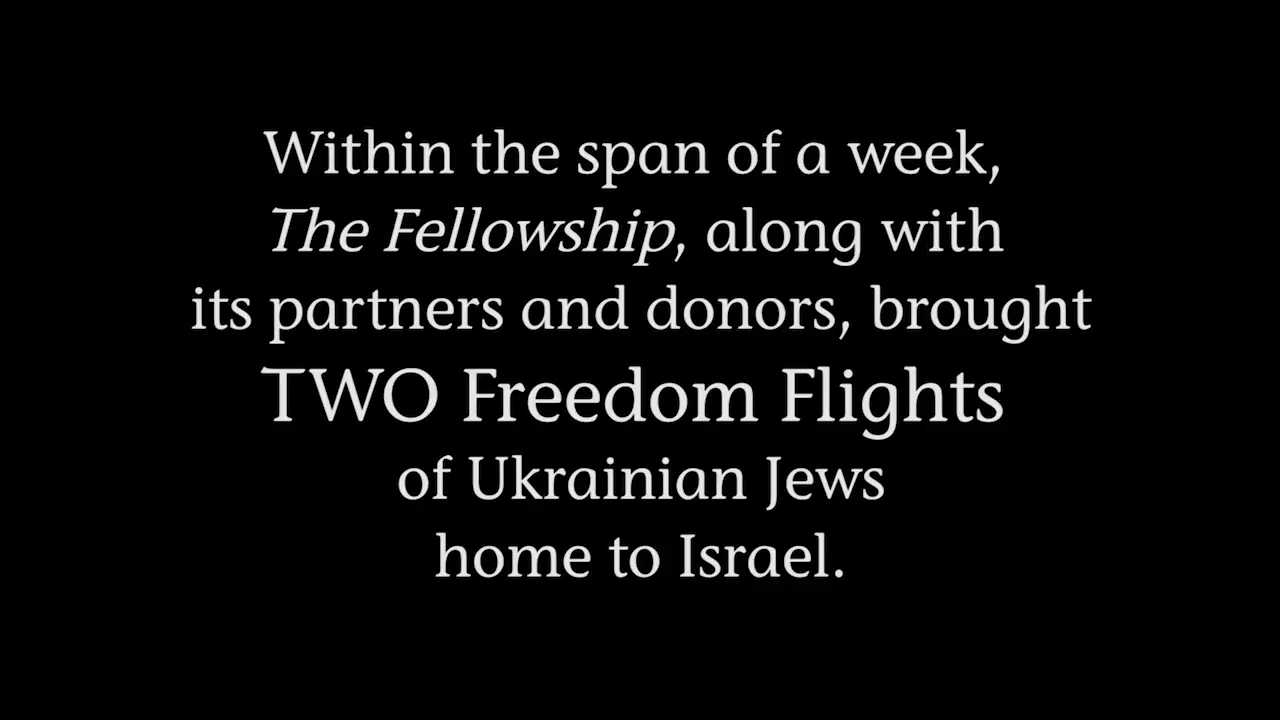 Within the span of a week,
The Fellowship, along with
its partners and donors, brought
TWO Freedom Flights
of Ukrainian Jews
home to Israel.